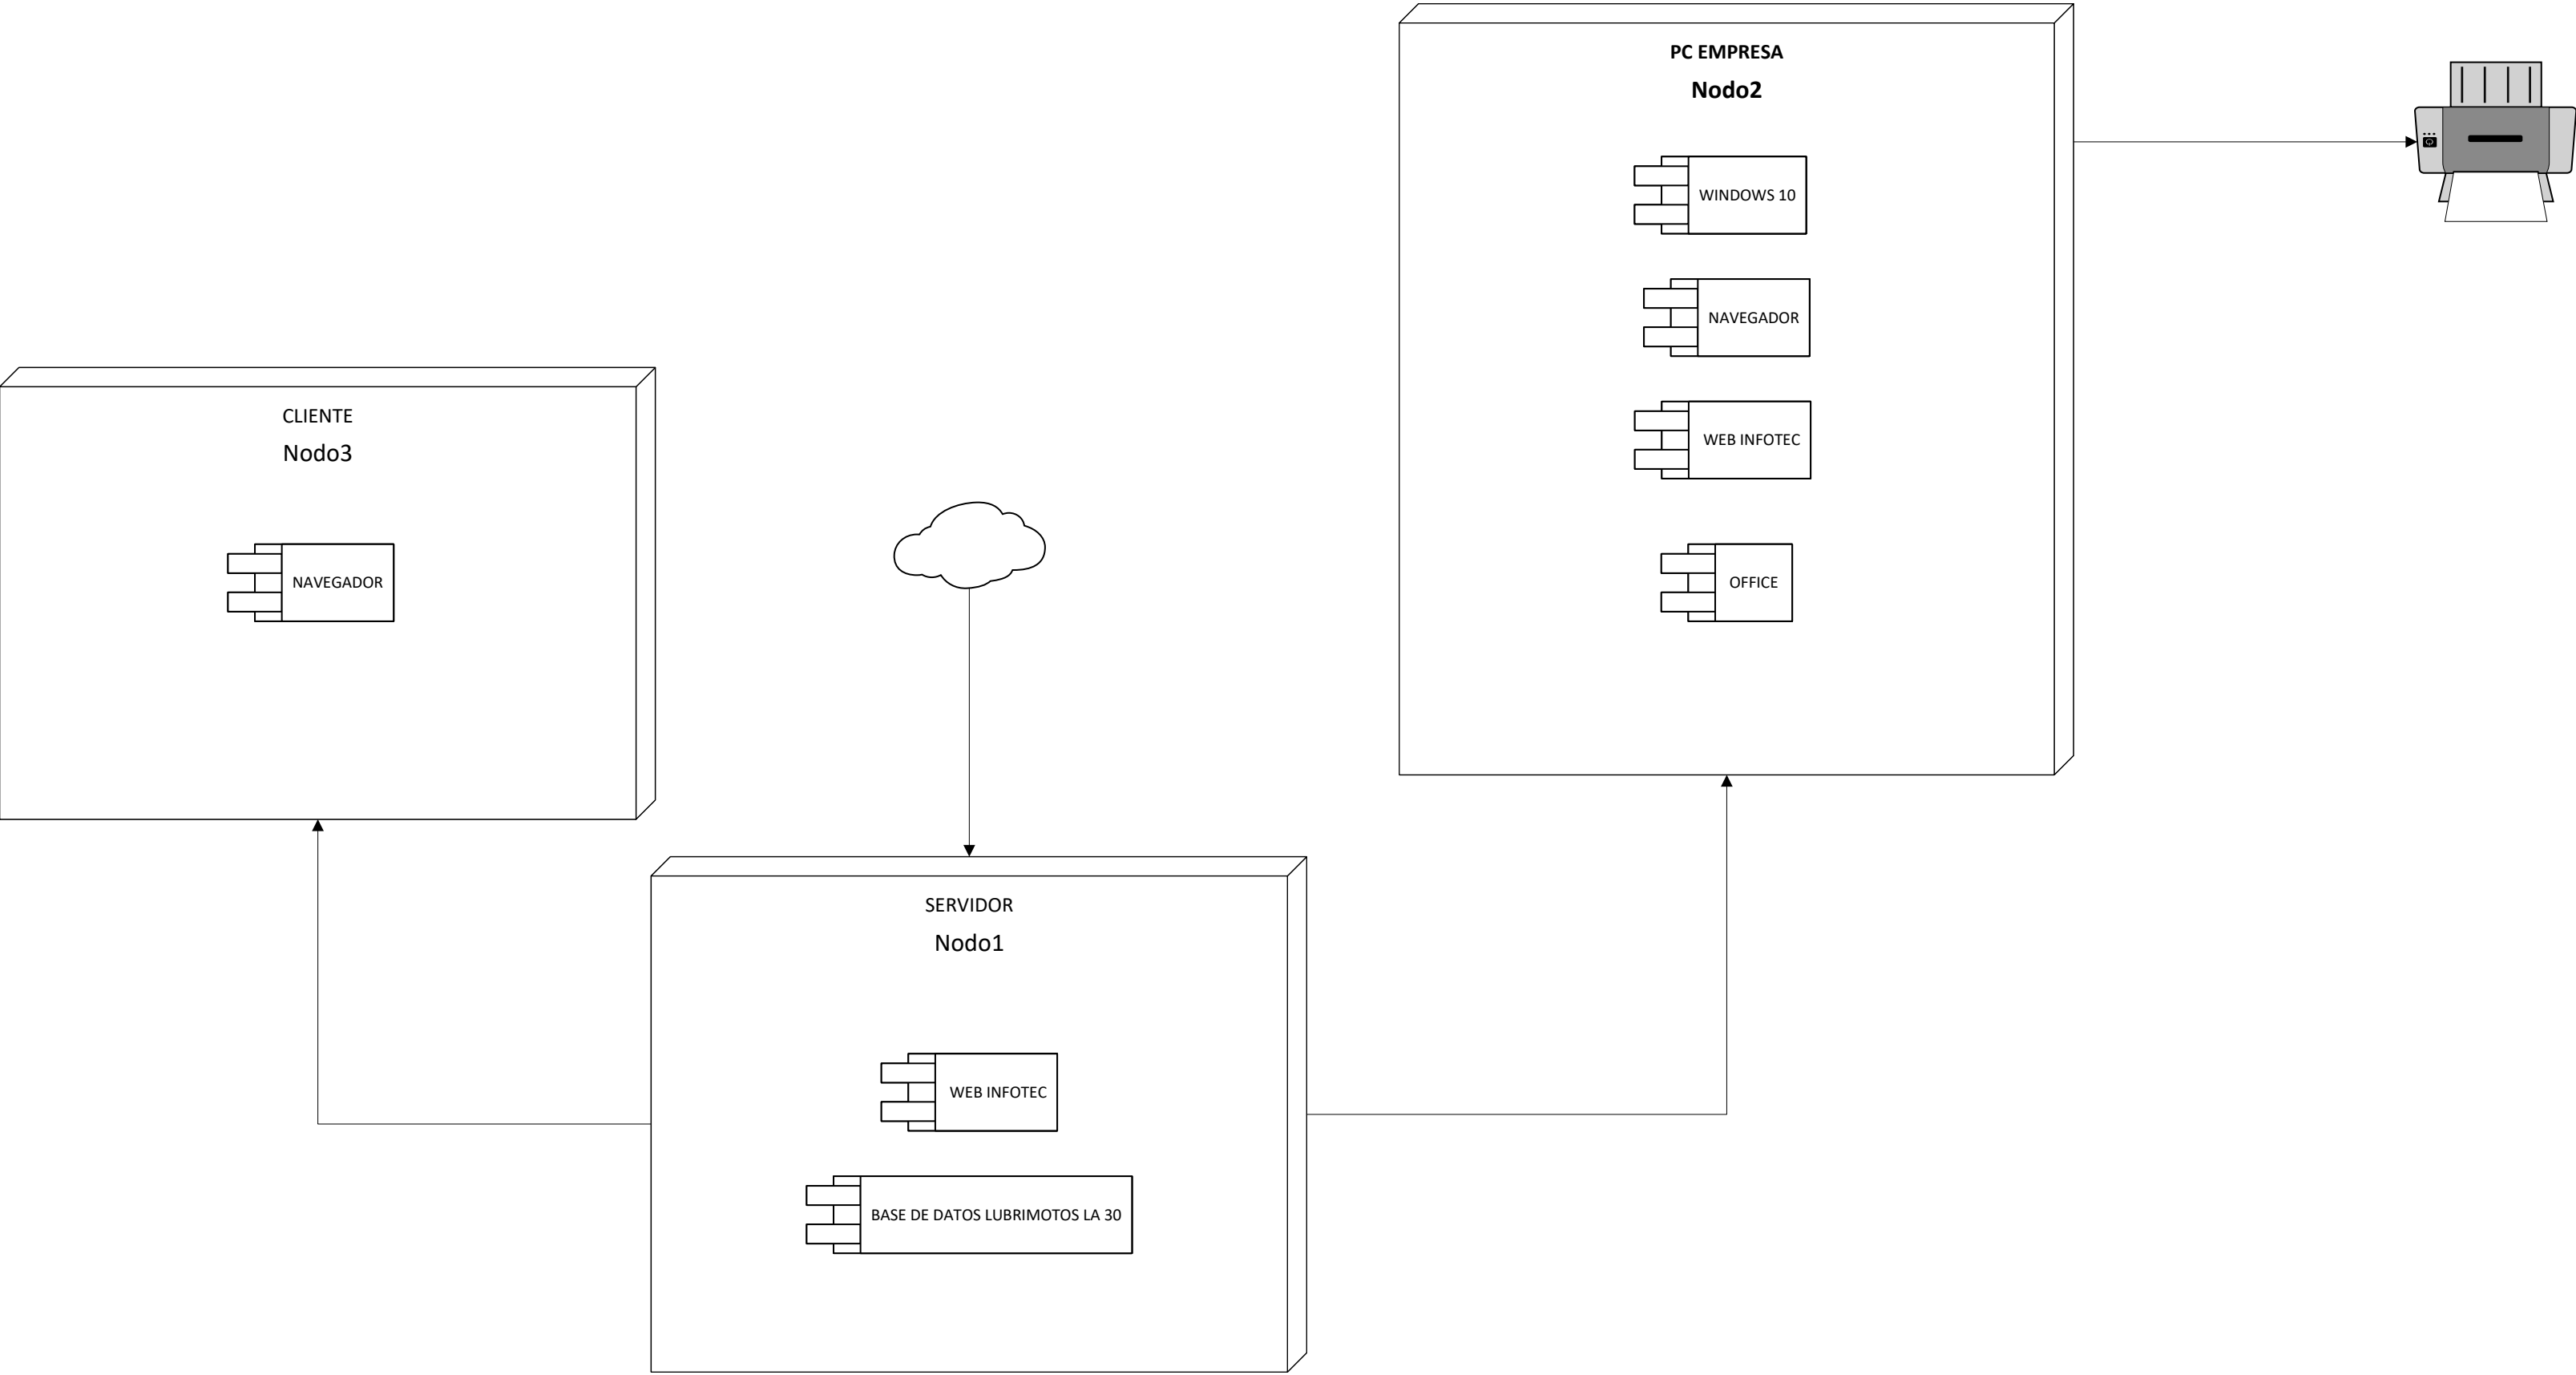 PC EMPRESA
Nodo2
WINDOWS 10
NAVEGADOR
WEB INFOTEC
OFFICE
CLIENTE
Nodo3
NAVEGADOR
SERVIDOR
Nodo1
WEB INFOTEC
BASE DE DATOS LUBRIMOTOS LA 30